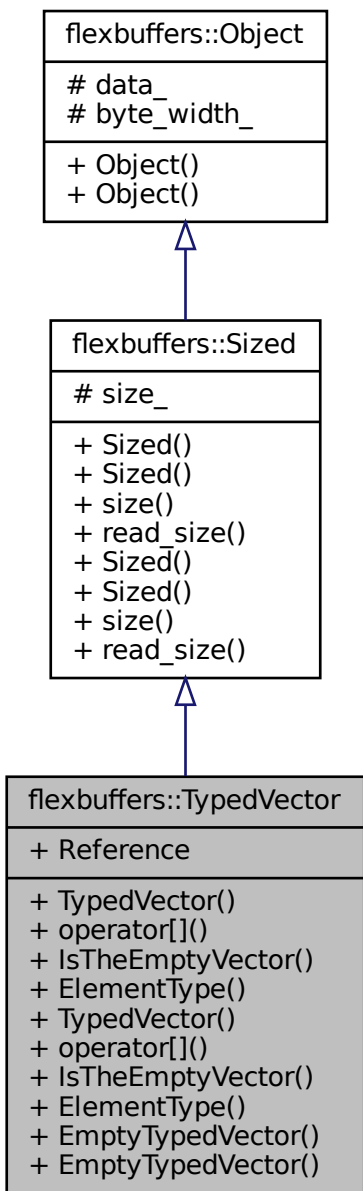 flexbuffers::Object
# data_
# byte_width_
+ Object()
+ Object()
flexbuffers::Sized
# size_
+ Sized()
+ Sized()
+ size()
+ read_size()
+ Sized()
+ Sized()
+ size()
+ read_size()
flexbuffers::TypedVector
+ Reference
+ TypedVector()
+ operator[]()
+ IsTheEmptyVector()
+ ElementType()
+ TypedVector()
+ operator[]()
+ IsTheEmptyVector()
+ ElementType()
+ EmptyTypedVector()
+ EmptyTypedVector()